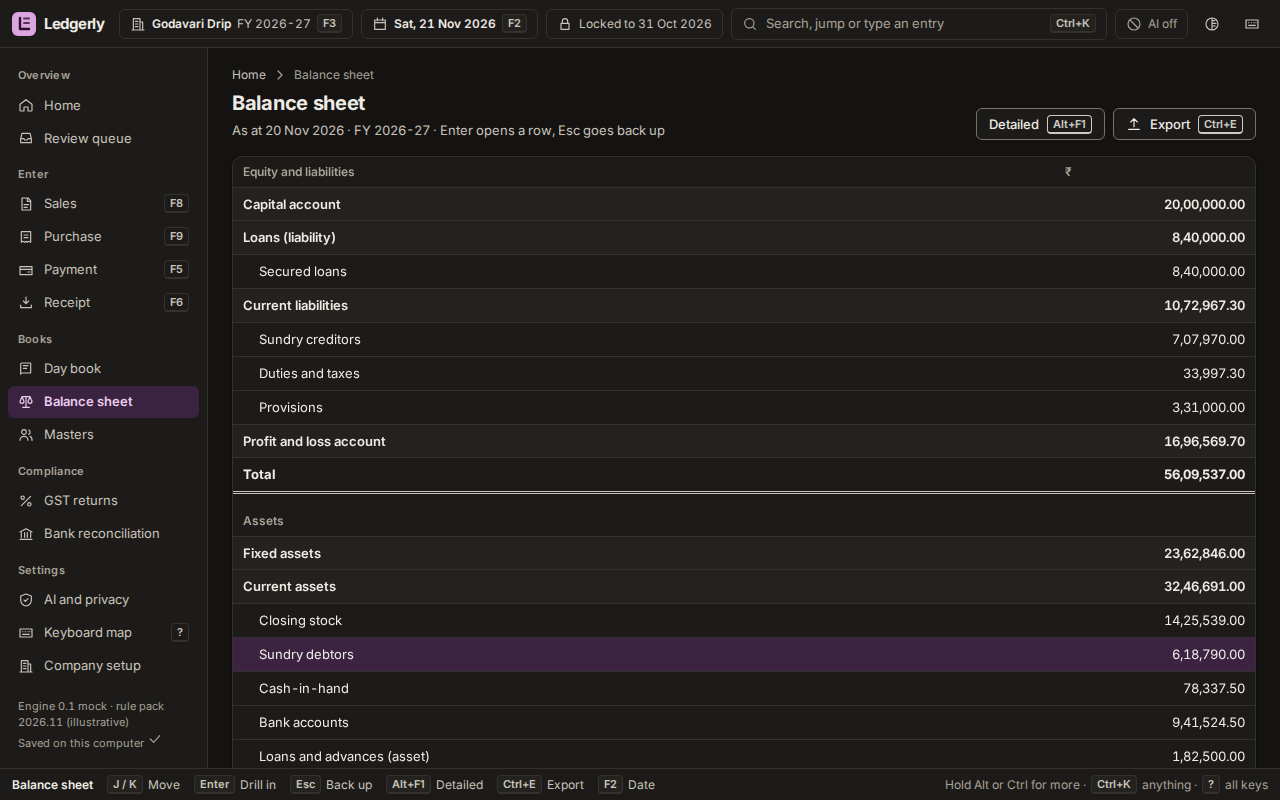 Ledgerly
Godavari Drip FY 2026-27 F3
Sat, 21 Nov 2026 F2
Locked to 31 Oct 2026
Search, jump or type an entry Ctrl+K
AI off
Overview
Home
Review queue
Enter
Sales F8
Purchase F9
Payment F5
Receipt F6
Books
Day book
Balance sheet
Masters
Compliance
GST returns
Bank reconciliation
Settings
AI and privacy
Keyboard map ?
Company setup
Engine 0.1 mock · rule pack
2026.11 (illustrative)
Saved on this computer
Home > Balance sheet
Balance sheet
As at 20 Nov 2026 · FY 2026-27 · Enter opens a row, Esc goes back up
Detailed Alt+F1
Export Ctrl+E
Equity and liabilities ₹
Capital account 20,00,000.00
Loans (liability) 8,40,000.00
Secured loans 8,40,000.00
Current liabilities 10,72,967.30
Sundry creditors 7,07,970.00
Duties and taxes 33,997.30
Provisions 3,31,000.00
Profit and loss account 16,96,569.70
Total 56,09,537.00
Assets
Fixed assets 23,62,846.00
Current assets 32,46,691.00
Closing stock 14,25,539.00
Sundry debtors 6,18,790.00
Cash-in-hand 78,337.50
Bank accounts 9,41,524.50
Loans and advances (asset) 1,82,500.00
Balance sheet J / K Move Enter Drill in Esc Back up Alt+F1 Detailed Ctrl+E Export F2 Date
Hold Alt or Ctrl for more · Ctrl+K anything · ? all keys